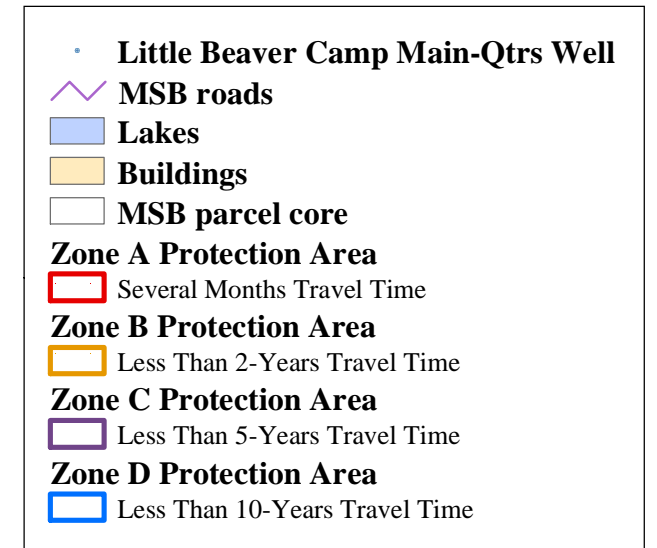 Little Beaver Camp Main-Qtrs Well
MSB roads
Lakes
Buildings
MSB parcel core
Zone A Protection Area
Several Months Travel Time
Zone B Protection Area
Less Than 2-Years Travel Time
Zone C Protection Area
Less Than 5-Years Travel Time
Zone D Protection Area
Less Than 10-Years Travel Time